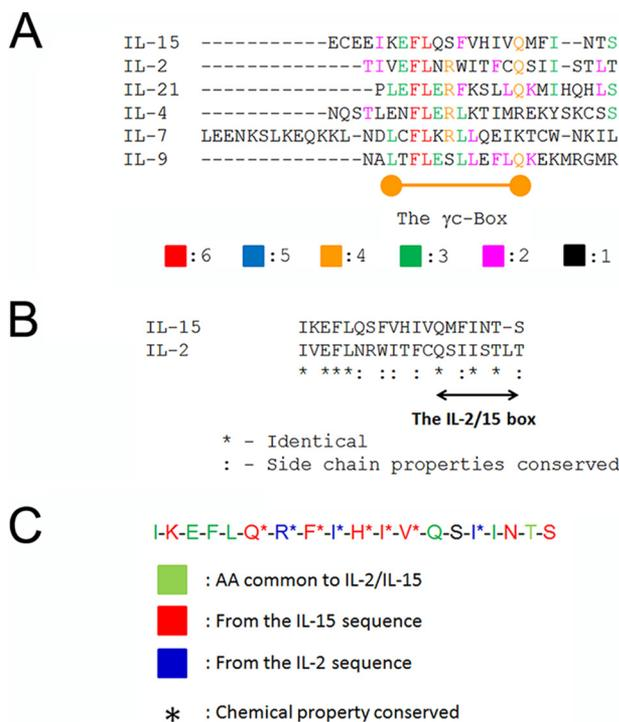 A
IL-15 ------------ECEEIKEFLQSFVHIVQMFI--NTS
IL-2 ---------------TIVEFLNRWITFCQSII-STLT
IL-21 ----------------PLEFLERFKSLLQKMIHQHLS
IL-4 ------------NQSTLENFLERLKTIMREKYSKCSS
IL-7 LEENKSLKEQKKL-NDLCFLKRLLQEIKTCW-NKIL
IL-9 ---------------NALTFLESLLEFLQKEKMRGMR
The γc-Box
:6 :5 :4 :3 :2 :1
B
IL-15 IKEFLQSFVHIVQMFINT-S
IL-2 IVEFLNRWITFCQSIISTLT
* ***: :: : * :* * :
The IL-2/15 box
* - Identical
: - Side chain properties conserved
C
I-K-E-F-L-Q*-R*-F*-I*-H*-I*-V*-Q-S-I*-I-N-T-S
: AA common to IL-2/IL-15
: From the IL-15 sequence
: From the IL-2 sequence
* : Chemical property conserved